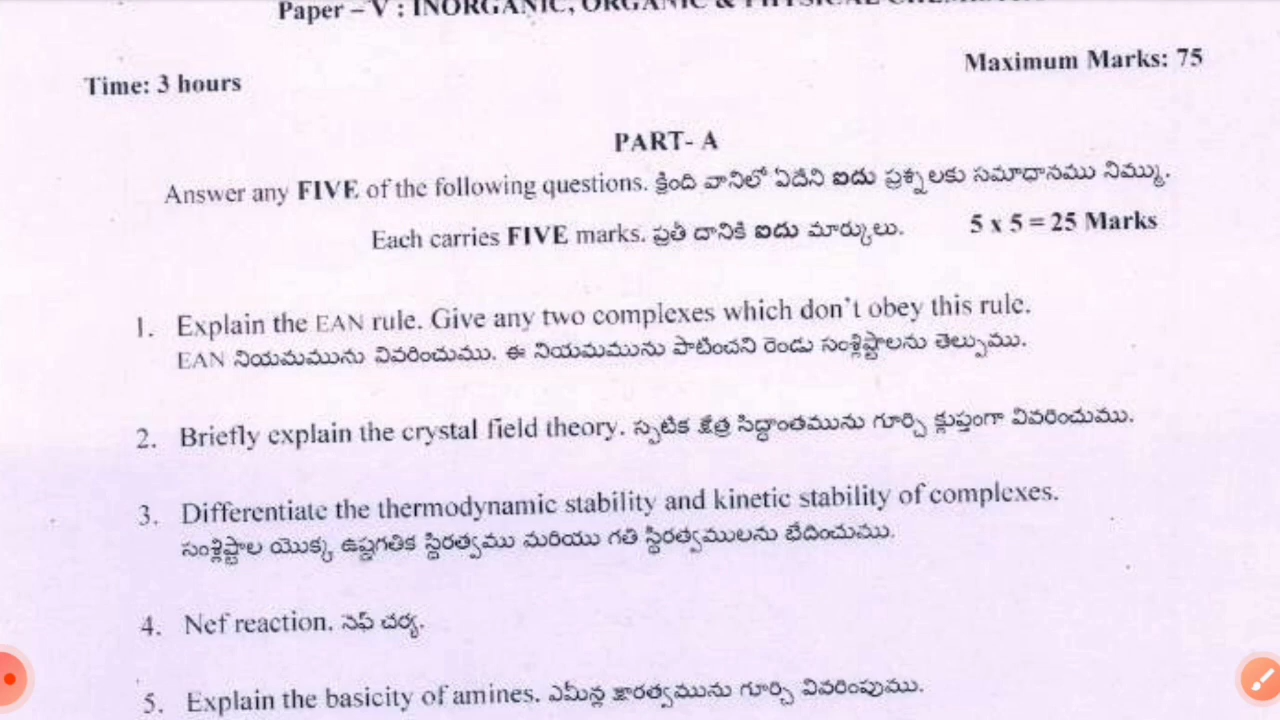 Paper – V : INORGANIC, ORGANIC & PHYSICAL
Time: 3 hours
Maximum Marks: 75
PART- A
Answer any FIVE of the following questions. క్రింది వానిలో ఏదేని ఐదు ప్రశ్నలకు సమాధానము నిమ్ము.
Each carries FIVE marks. ప్రతి దానికి ఐదు మార్కులు. 5 x 5 = 25 Marks
1. Explain the EAN rule. Give any two complexes which don't obey this rule.
EAN నియమమును వివరించుము. ఈ నియమమును పాటించని రెండు సంశ్లిష్టాలను తెల్పుము.
2. Briefly explain the crystal field theory. స్పటిక క్షేత్ర సిద్ధాంతమును గూర్చి క్లుప్తంగా వివరించుము.
3. Differentiate the thermodynamic stability and kinetic stability of complexes.
సంశ్లిష్టాల యొక్క ఉష్ణగతిక స్థిరత్వము మరియు గతి స్థిరత్వములను బేదించుము.
4. Nef reaction. నెఫ్ చర్య.
5. Explain the basicity of amines. ఎమీన్ల క్షారత్వమును గూర్చి వివరింపుము.